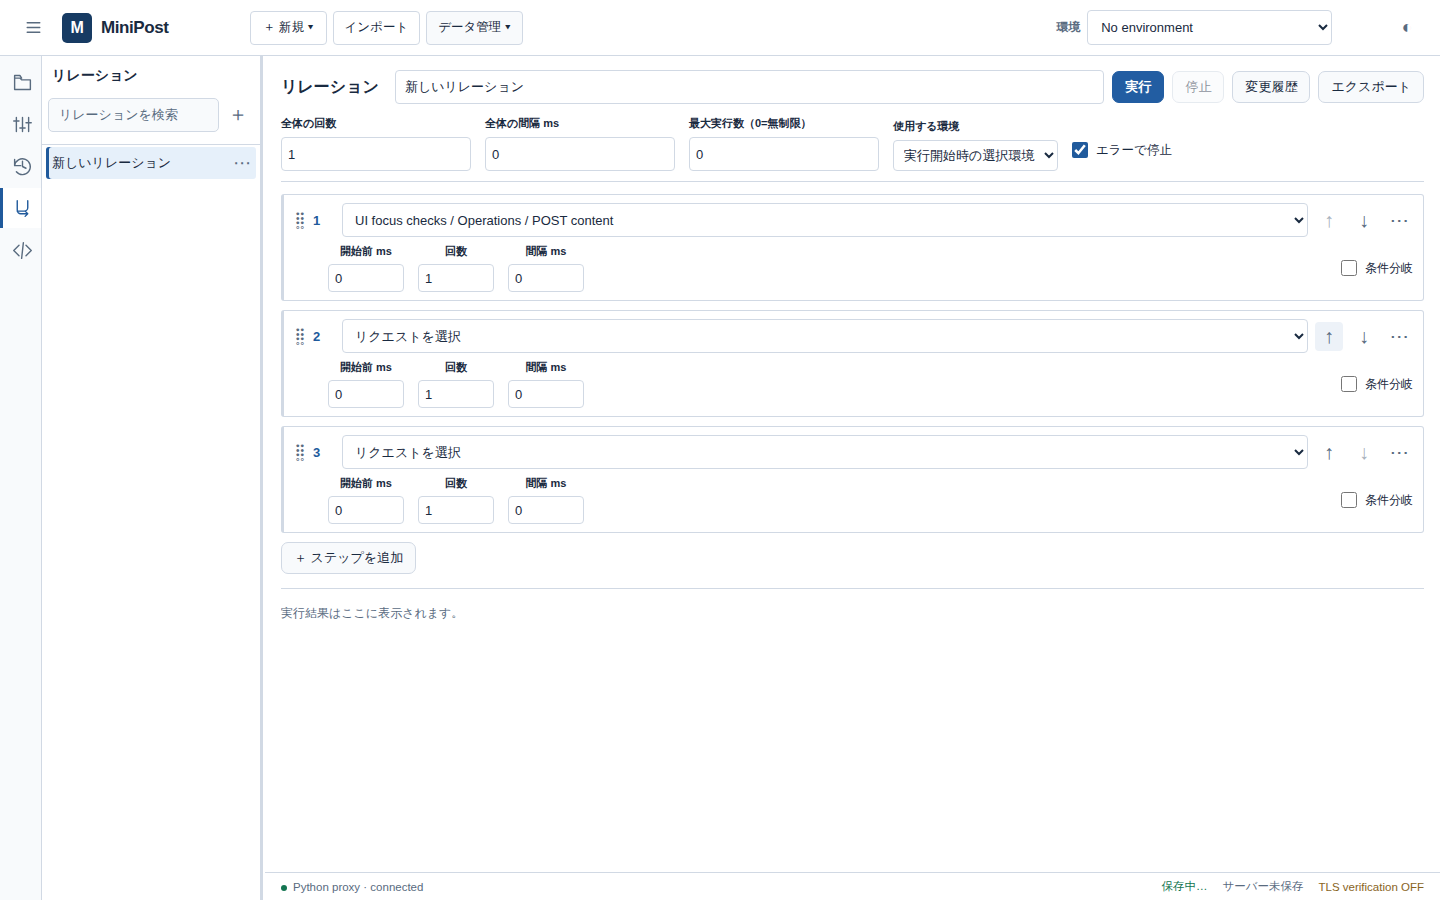 M MiniPost
＋ 新規 ▾ インポート データ管理 ▾
環境 No environment
リレーション
リレーションを検索 ＋
新しいリレーション ···
リレーション 新しいリレーション 実行 停止 変更履歴 エクスポート
全体の回数 全体の間隔 ms 最大実行数（0=無制限） 使用する環境
1 0 0 実行開始時の選択環境 エラーで停止
1 UI focus checks / Operations / POST content ↑ ↓ ···
開始前 ms 回数 間隔 ms
0 1 0 条件分岐
2 リクエストを選択 ↑ ↓ ···
開始前 ms 回数 間隔 ms
0 1 0 条件分岐
3 リクエストを選択 ↑ ↓ ···
開始前 ms 回数 間隔 ms
0 1 0 条件分岐
＋ ステップを追加
実行結果はここに表示されます。
Python proxy · connected 保存中… サーバー未保存 TLS verification OFF